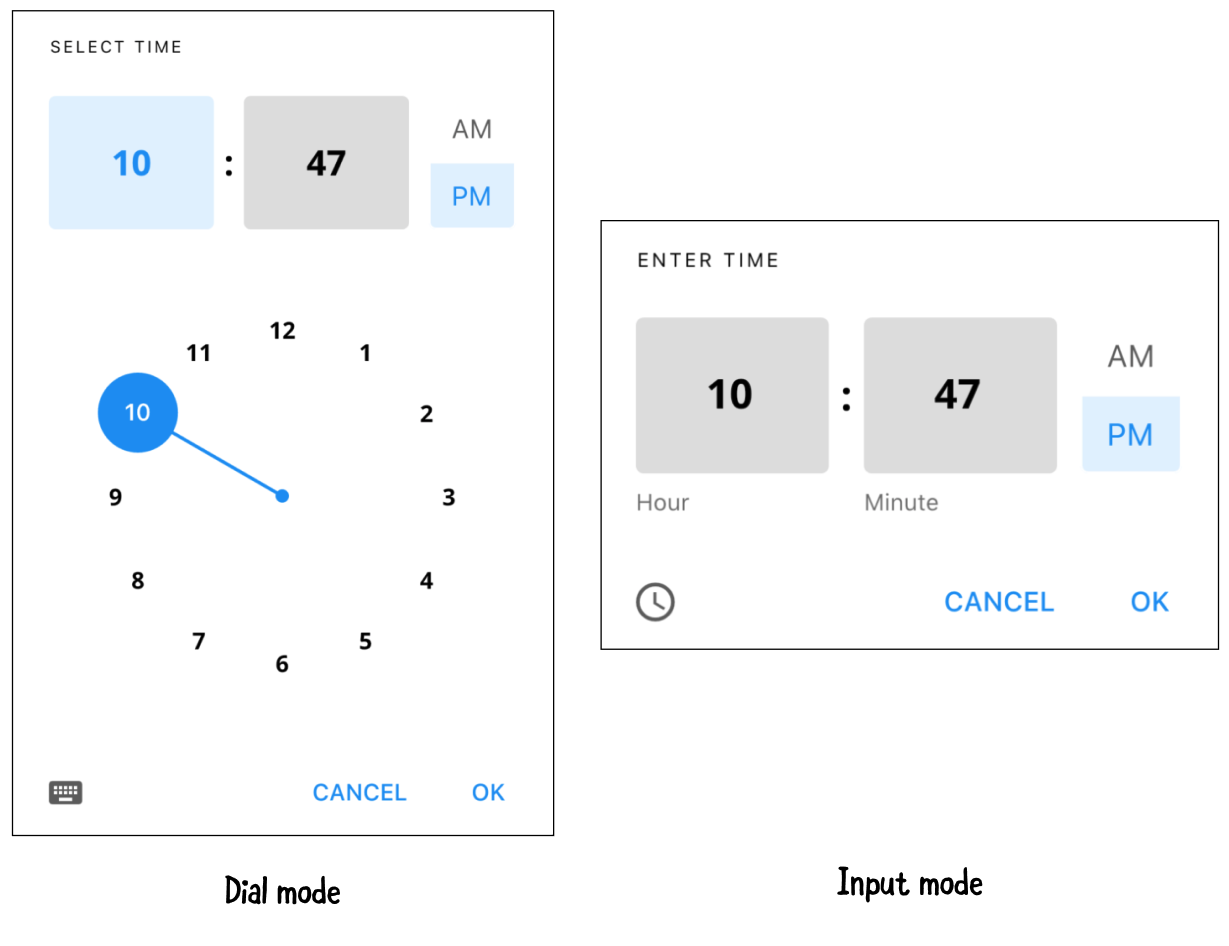 SELECT TIME
10 : 47
AM
PM
12
11 1
10 2
9 3
8 4
7 5
6
CANCEL OK
Dial mode
ENTER TIME
10 : 47
AM
PM
Hour Minute
CANCEL OK
Input mode